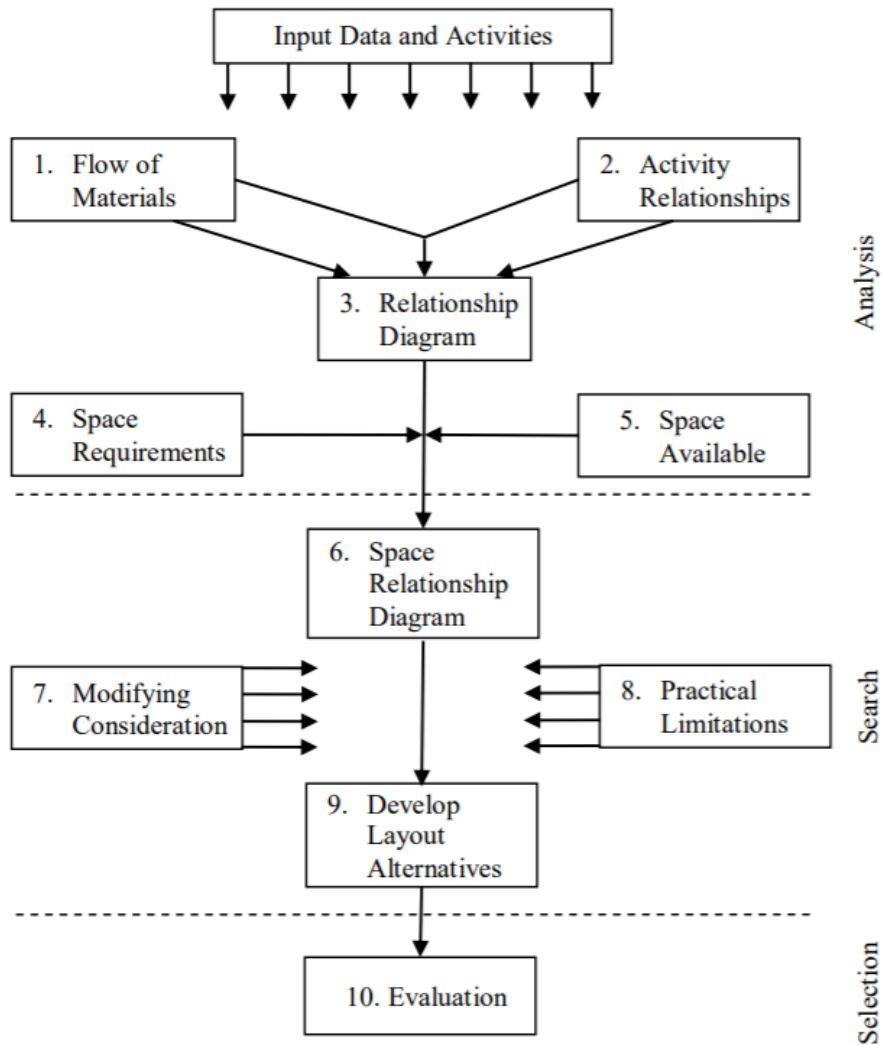 Input Data and Activities
1. Flow of
Materials
2. Activity
Relationships
3. Relationship
Diagram
Analysis
4. Space
Requirements
5. Space
Available
6. Space
Relationship
Diagram
7. Modifying
Consideration
8. Practical
Limitations
Search
9. Develop
Layout
Alternatives
10. Evaluation
Selection